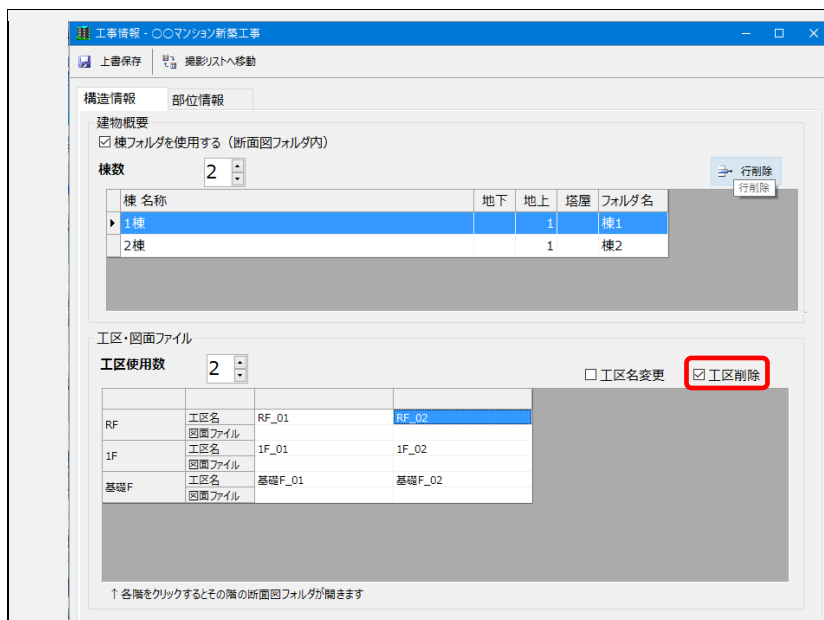 工事情報 - ○○マンション新築工事
上書保存 撮影リストへ移動
構造情報 部位情報
建物概要
棟フォルダを使用する（断面図フォルダ内）
棟数 2 行削除
行削除
棟 名称 地下 地上 塔屋 フォルダ名
1棟 1 棟1
2棟 1 棟2
工区・図面ファイル
工区使用数 2 工区名変更 工区削除
RF 工区名 RF_01 RF_02
図面ファイル
1F 工区名 1F_01 1F_02
図面ファイル
基礎F 工区名 基礎F_01 基礎F_02
図面ファイル
↑各階をクリックするとその階の断面図フォルダが開きます